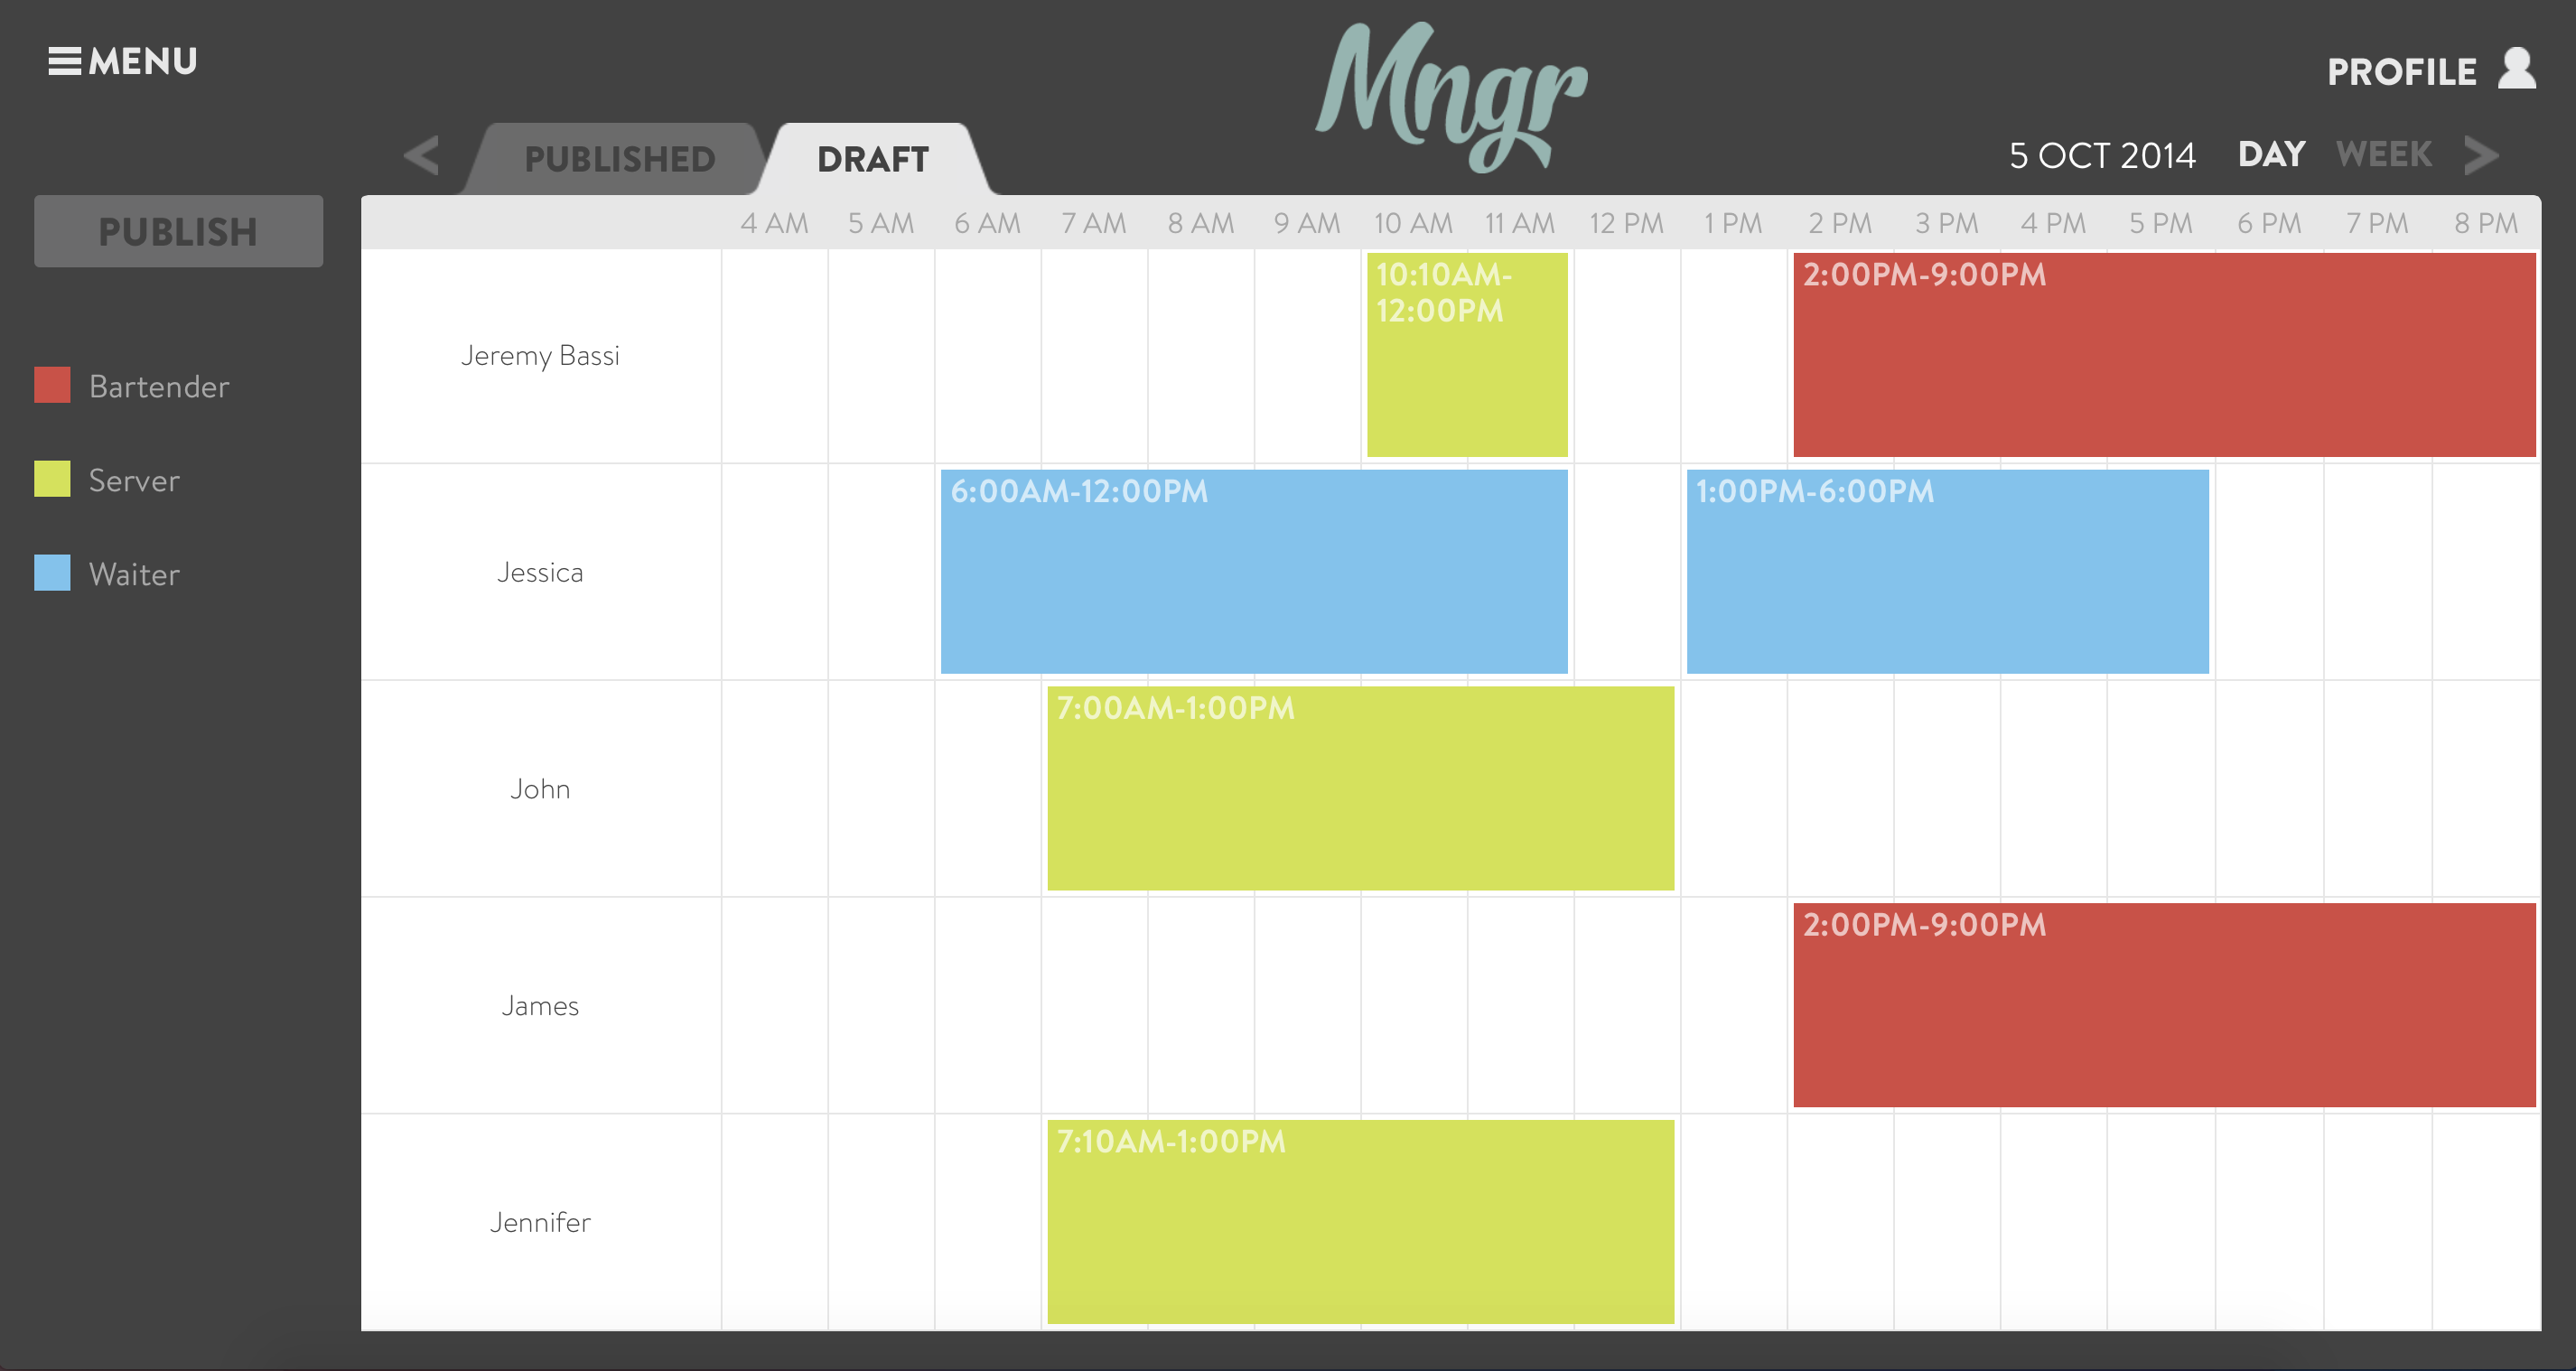 MENU
Mngr
PROFILE
< PUBLISHED DRAFT
5 OCT 2014 DAY WEEK >
PUBLISH
4 AM 5 AM 6 AM 7 AM 8 AM 9 AM 10 AM 11 AM 12 PM 1 PM 2 PM 3 PM 4 PM 5 PM 6 PM 7 PM 8 PM
Bartender
Server
Waiter
Jeremy Bassi
10:10AM-
12:00PM
2:00PM-9:00PM
Jessica
6:00AM-12:00PM
1:00PM-6:00PM
John
7:00AM-1:00PM
James
2:00PM-9:00PM
Jennifer
7:10AM-1:00PM